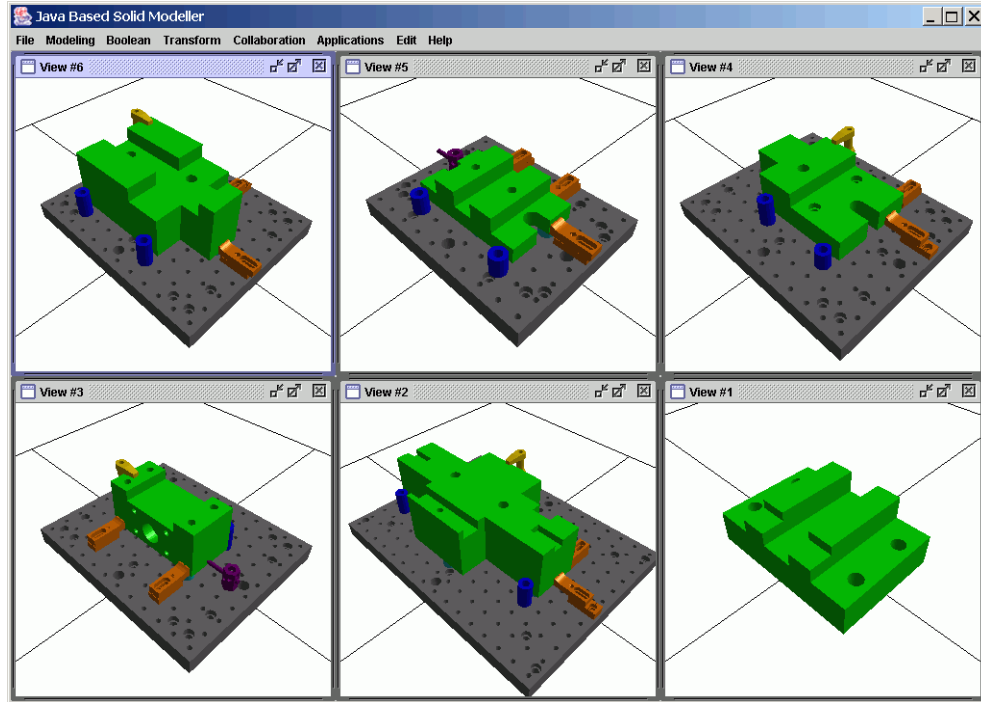 Java Based Solid Modeller
File Modeling Boolean Transform Collaboration Applications Edit Help
View #6
View #5
View #4
View #3
View #2
View #1